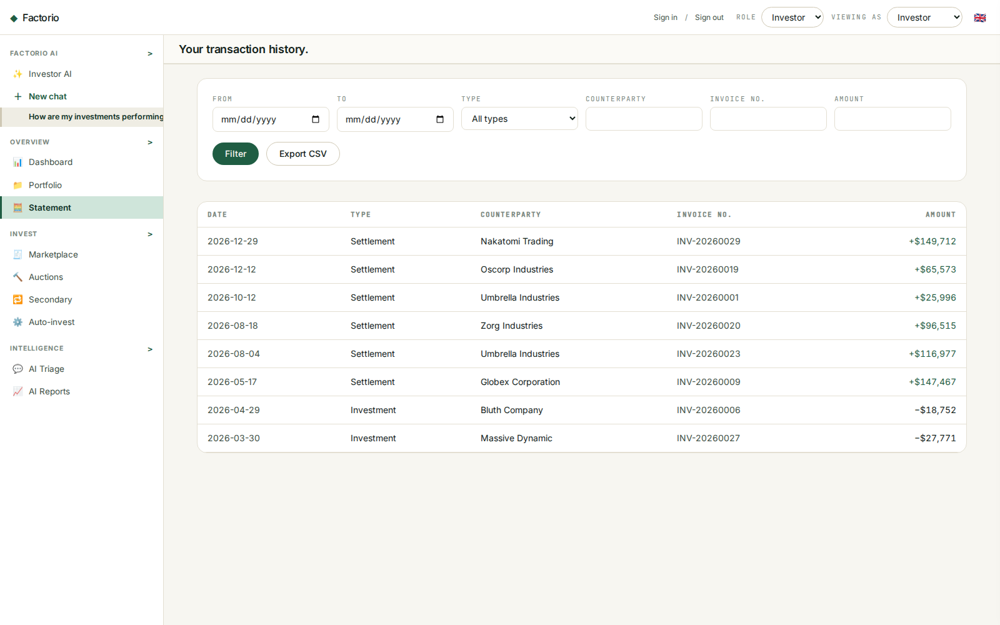 Factorio
Sign in / Sign out ROLE Investor VIEWING AS Investor
FACTORIO AI >
Investor AI
+ New chat
How are my investments performing
OVERVIEW >
Dashboard
Portfolio
Statement
INVEST >
Marketplace
Auctions
Secondary
Auto-invest
INTELLIGENCE >
AI Triage
AI Reports
Your transaction history.
FROM TO TYPE COUNTERPARTY INVOICE NO. AMOUNT
mm/dd/yyyy mm/dd/yyyy All types
Filter Export CSV
DATE TYPE COUNTERPARTY INVOICE NO. AMOUNT
2026-12-29 Settlement Nakatomi Trading INV-20260029 +$149,712
2026-12-12 Settlement Oscorp Industries INV-20260019 +$65,573
2026-10-12 Settlement Umbrella Industries INV-20260001 +$25,996
2026-08-18 Settlement Zorg Industries INV-20260020 +$96,515
2026-08-04 Settlement Umbrella Industries INV-20260023 +$116,977
2026-05-17 Settlement Globex Corporation INV-20260009 +$147,467
2026-04-29 Investment Bluth Company INV-20260006 −$18,752
2026-03-30 Investment Massive Dynamic INV-20260027 −$27,771